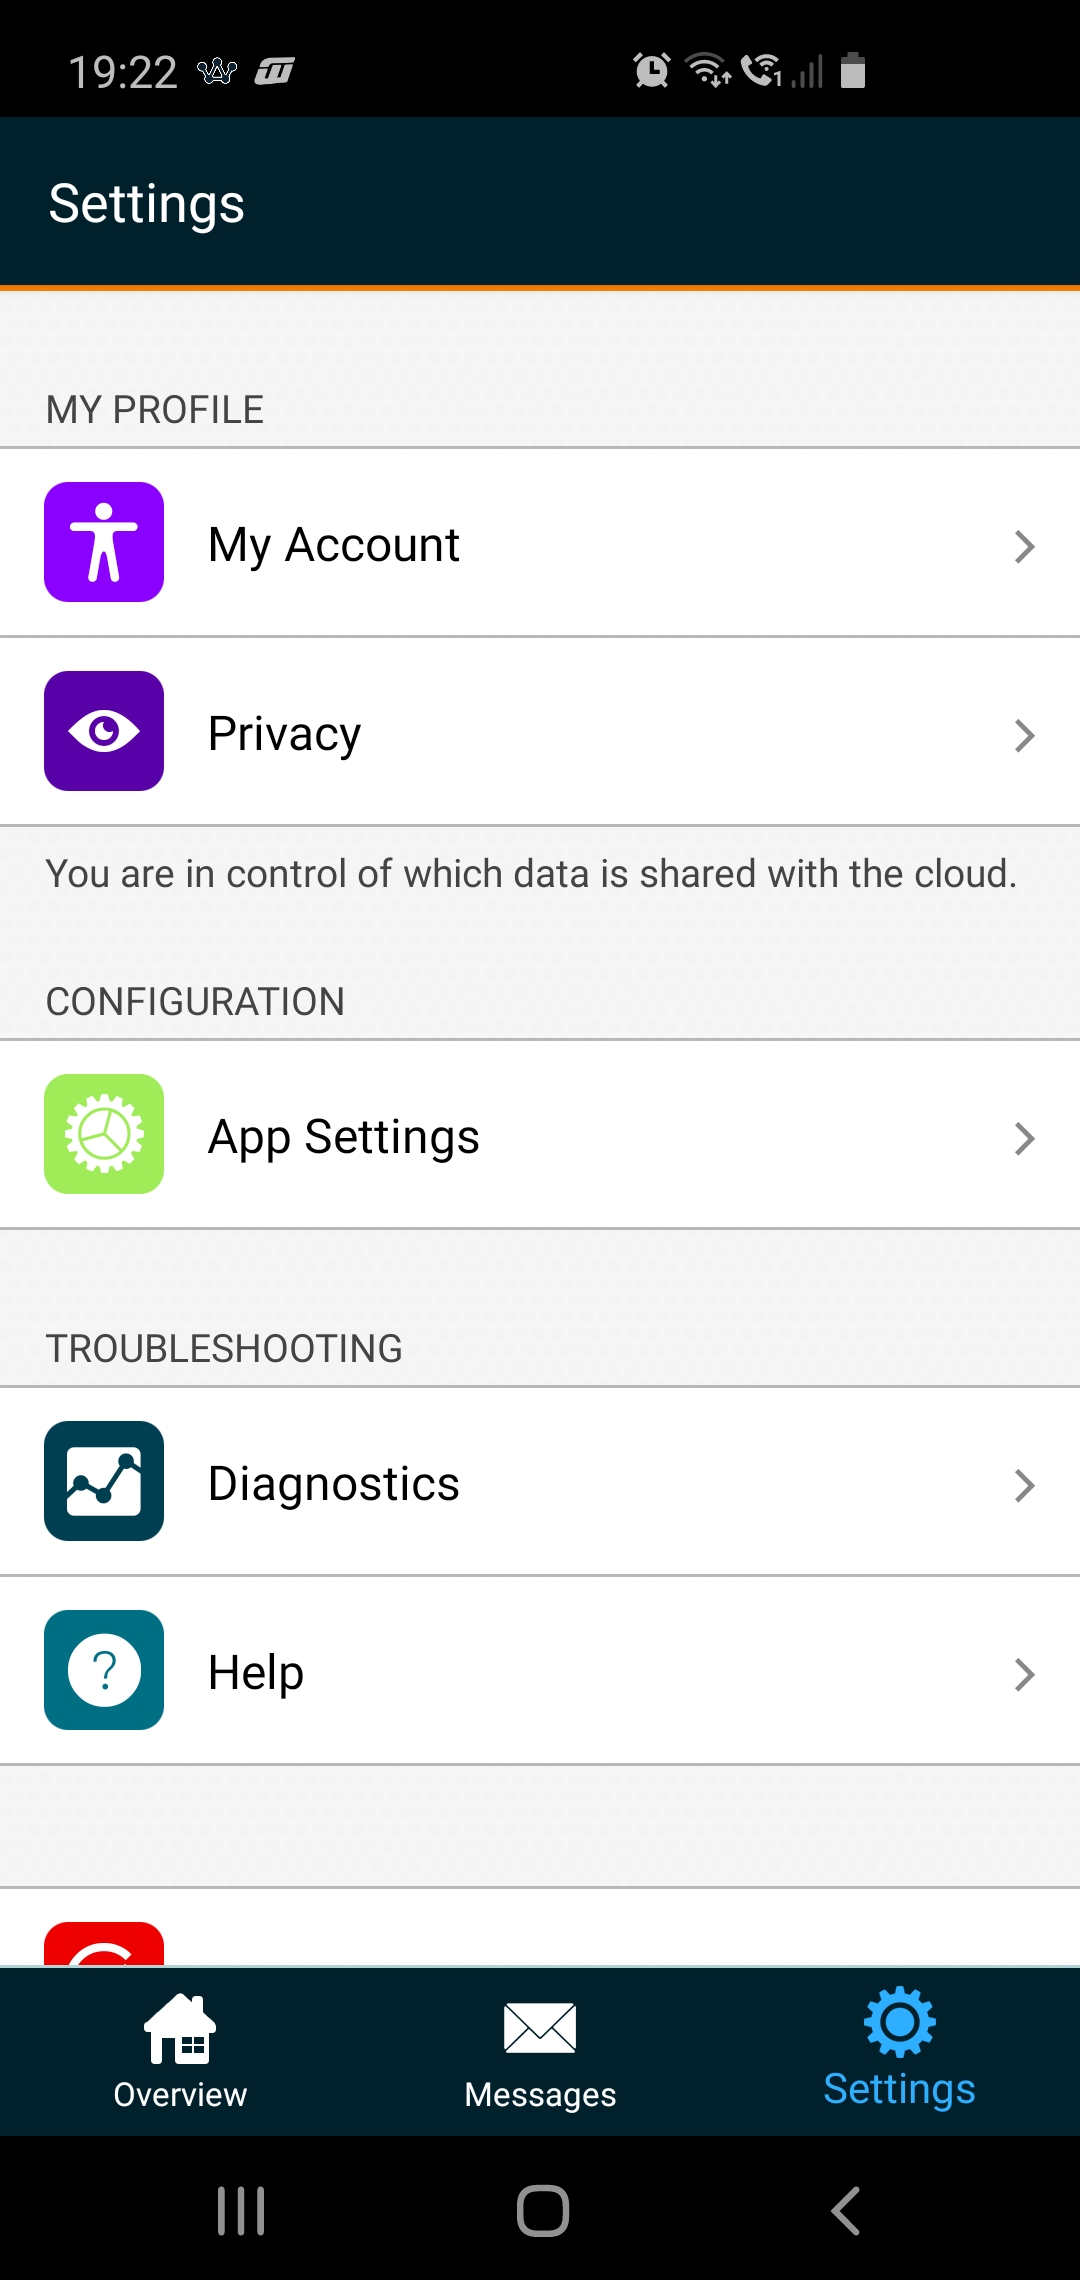 19:22
Settings
MY PROFILE
My Account
Privacy
You are in control of which data is shared with the cloud.
CONFIGURATION
App Settings
TROUBLESHOOTING
Diagnostics
?
Help
Overview
Messages
Settings